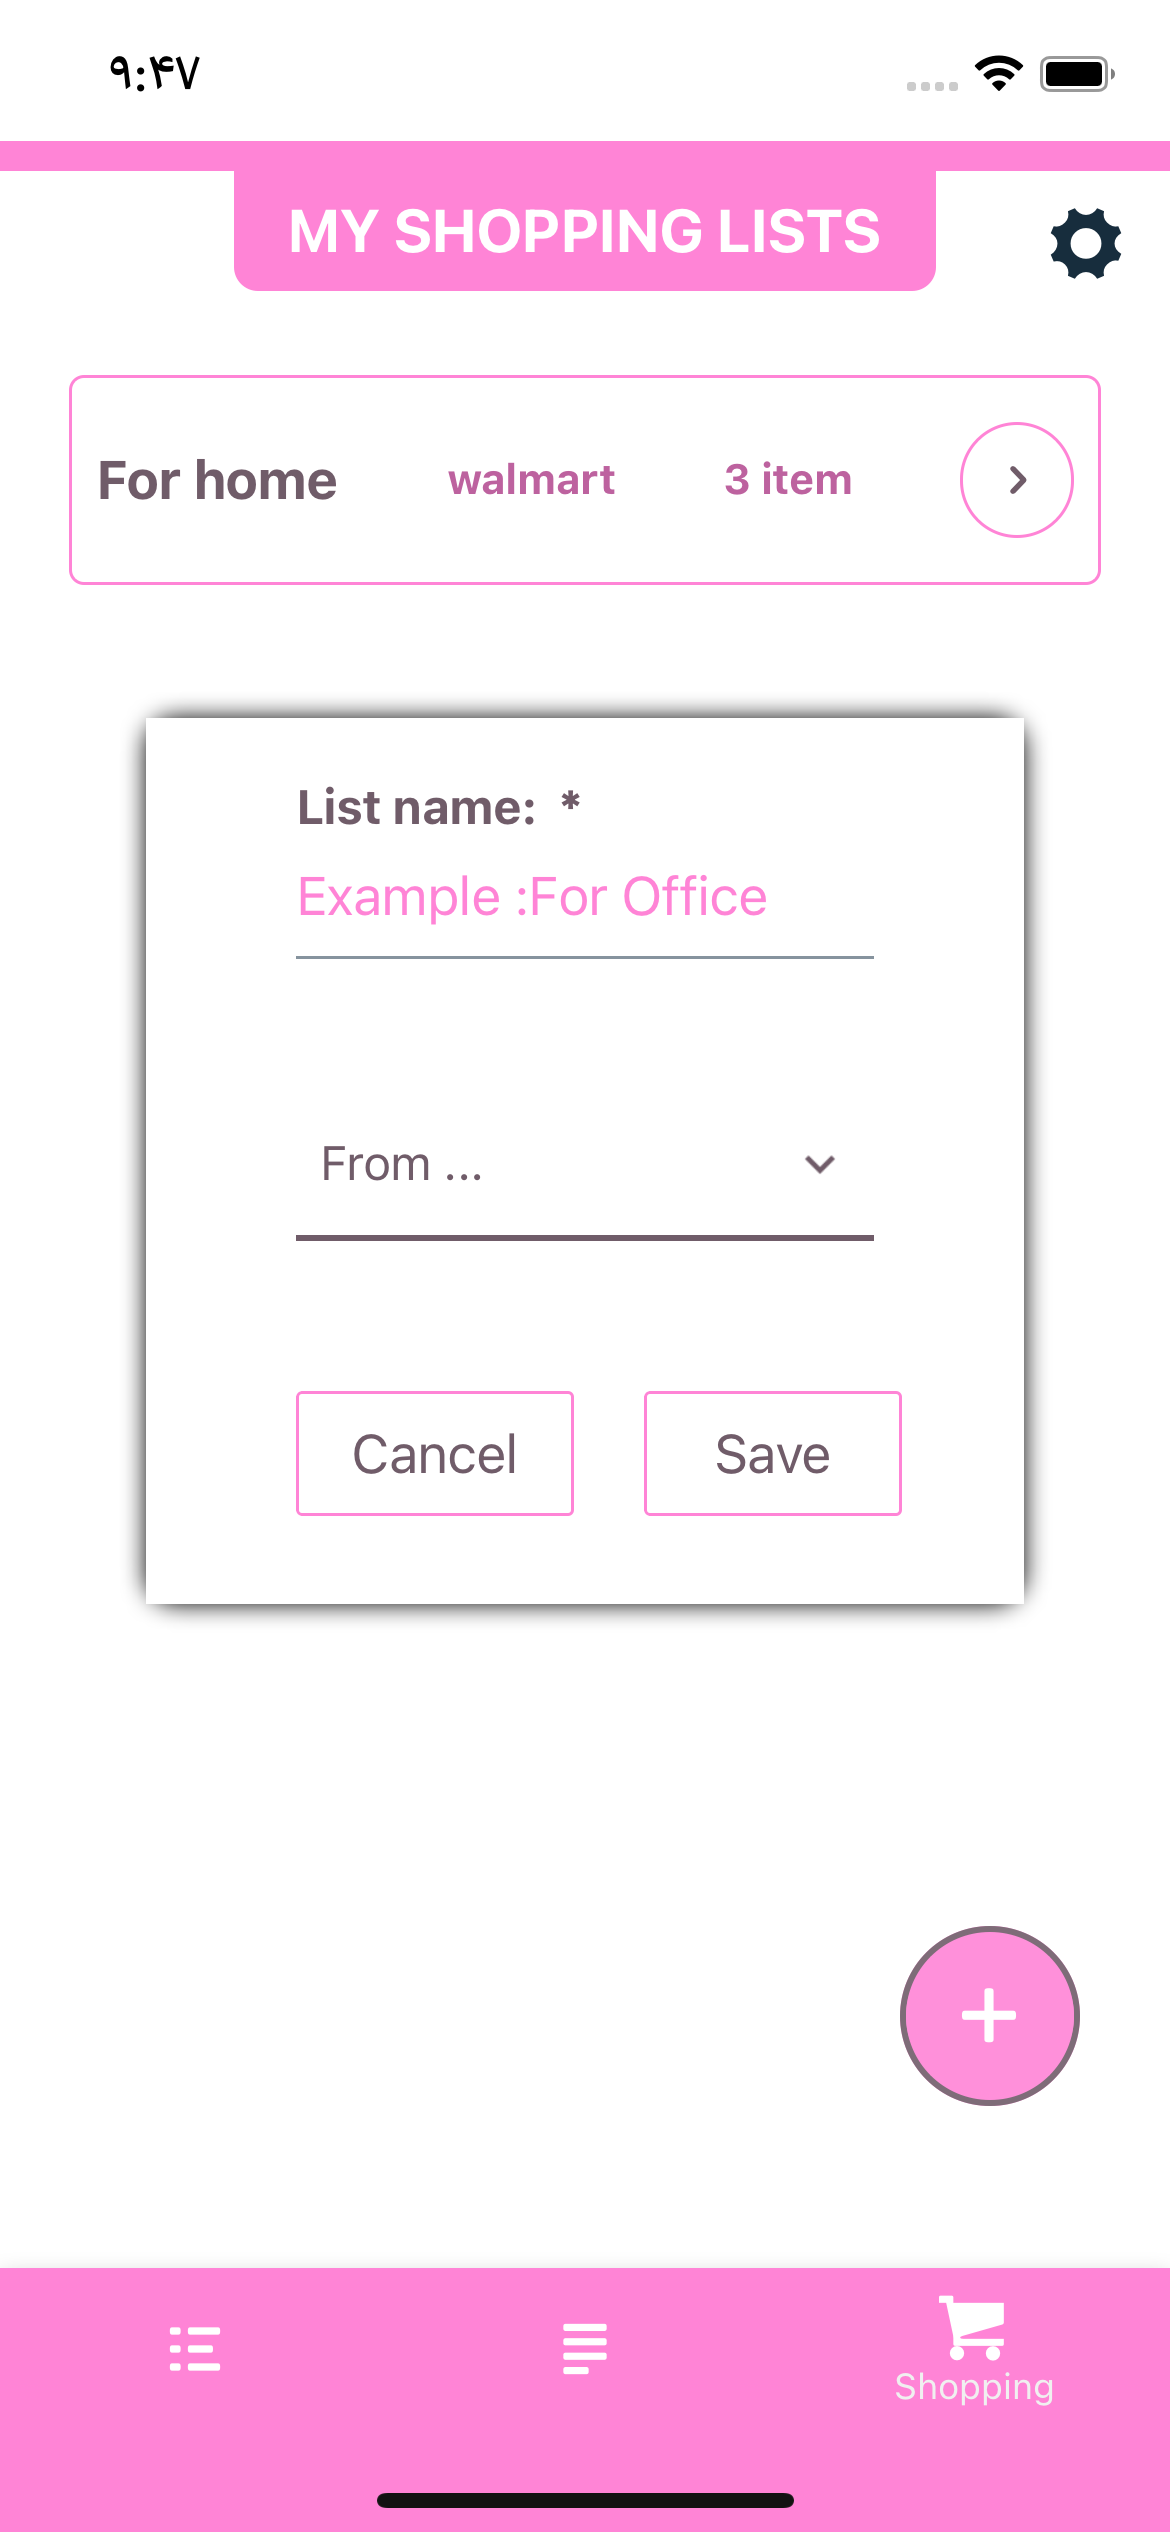 ۹:۴۷
MY SHOPPING LISTS
For home walmart 3 item
List name: *
Example :For Office
From ...
Cancel Save
Shopping